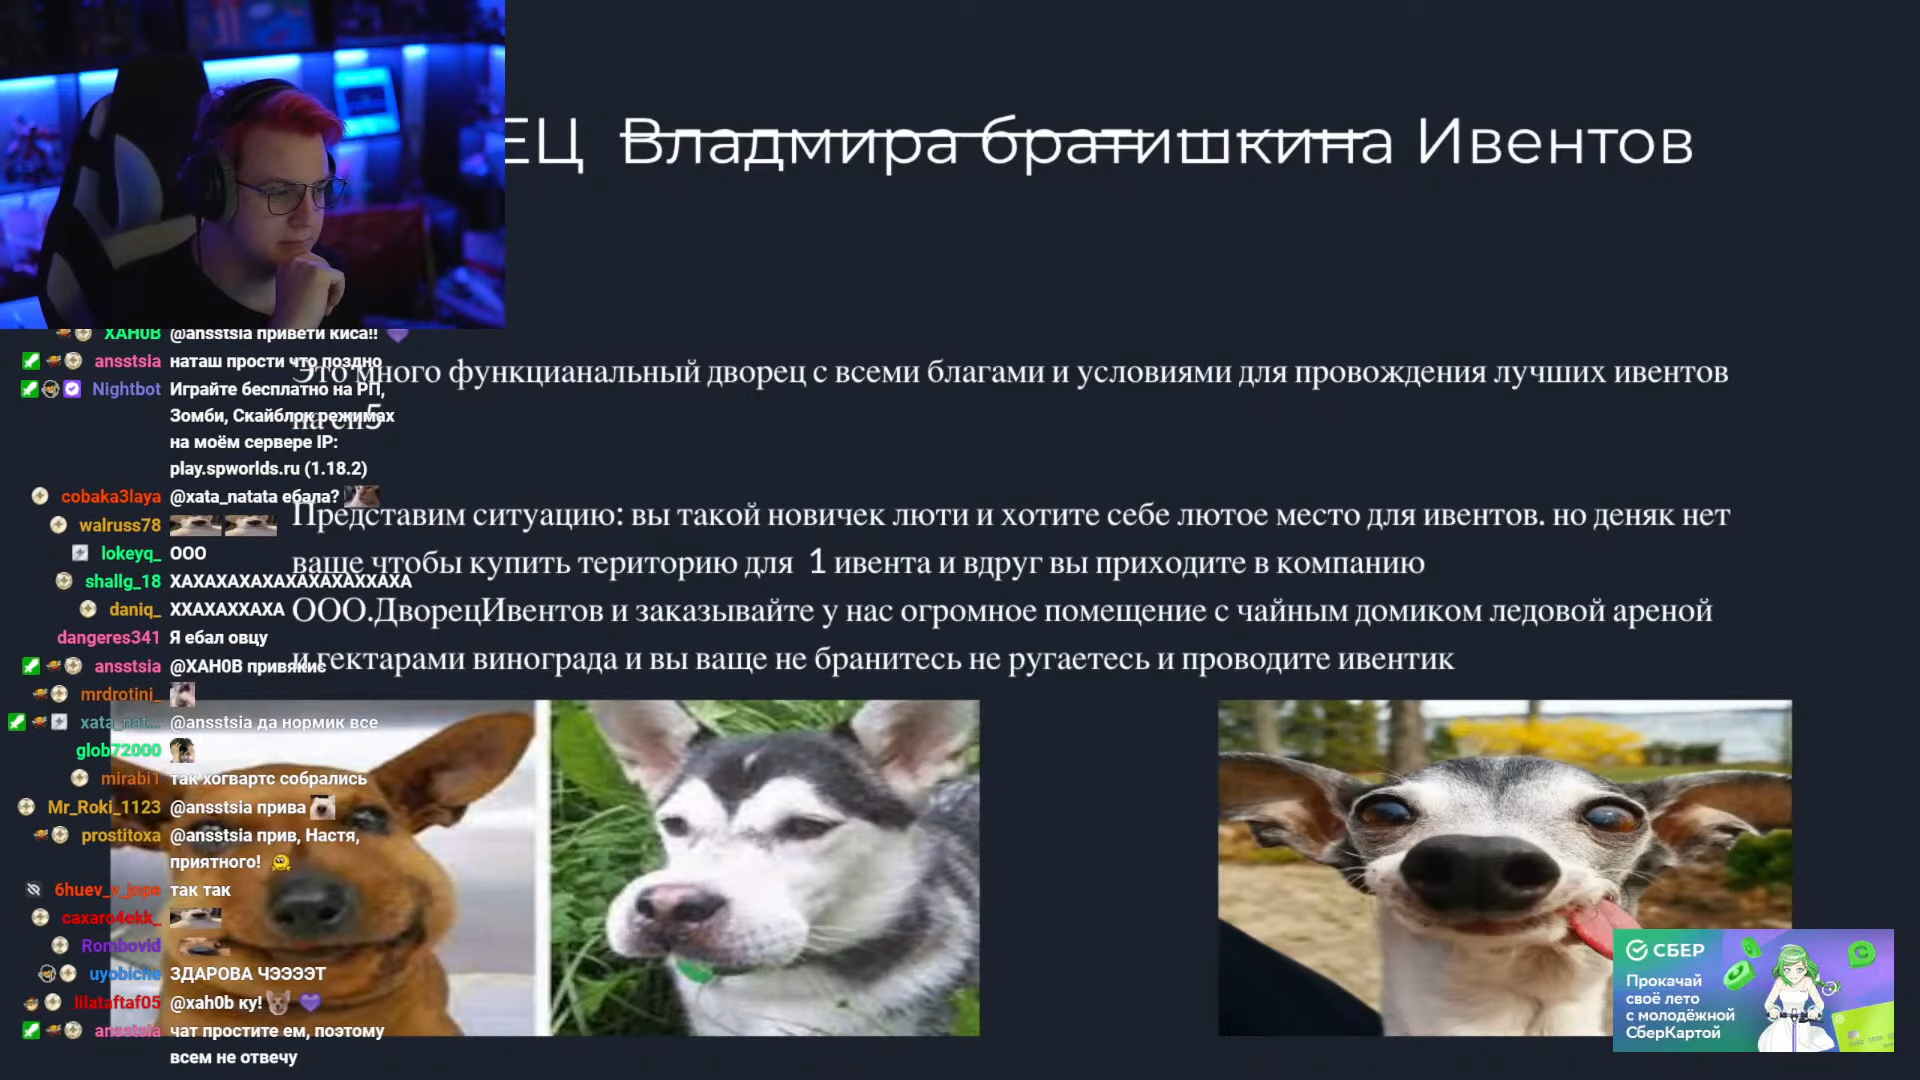 ЕЦ Владмира братишкина Ивентов
Это много функцианальный дворец с всеми благами и условиями для провождения лучших ивентов
на сп5
Представим ситуацию: вы такой новичек люти и хотите себе лютое место для ивентов. но деняк нет
ваще чтобы купить територию для 1 ивента и вдруг вы приходите в компанию
ООО.ДворецИвентов и заказывайте у нас огромное помещение с чайным домиком ледовой ареной
и гектарами винограда и вы ваще не бранитесь не ругаетесь и проводите ивентик
XAH0B @ansstsia привети киса!!
ansstsia наташ прости что поздно
Nightbot Играйте бесплатно на РП,
Зомби, Скайблок режимах
на моём сервере IP:
play.spworlds.ru (1.18.2)
cobaka3laya @xata_natata ебала?
walruss78
lokeyq_ ООО
shallg_18 ХАХАХАХАХАХАХАХАХХАХА
daniq_ ХХАХАХХАХА
dangeres341 Я ебал овцу
ansstsia @XAH0B привякис
mrdrotini_
xata_nat... @ansstsia да нормик все
glob72000
mirabi1 так хогвартс собрались
Mr_Roki_1123 @ansstsia прива
prostitoxa @ansstsia прив, Настя,
приятного!
6huev_v_jope так так
caxaro4ekk_
Rombovid
uyobiche ЗДАРОВА ЧЭЭЭЭТ
lilataftaf05 @xah0b ку!
ansstsia чат простите ем, поэтому
всем не отвечу
СБЕР
Прокачай
своё лето
с молодёжной
СберКартой